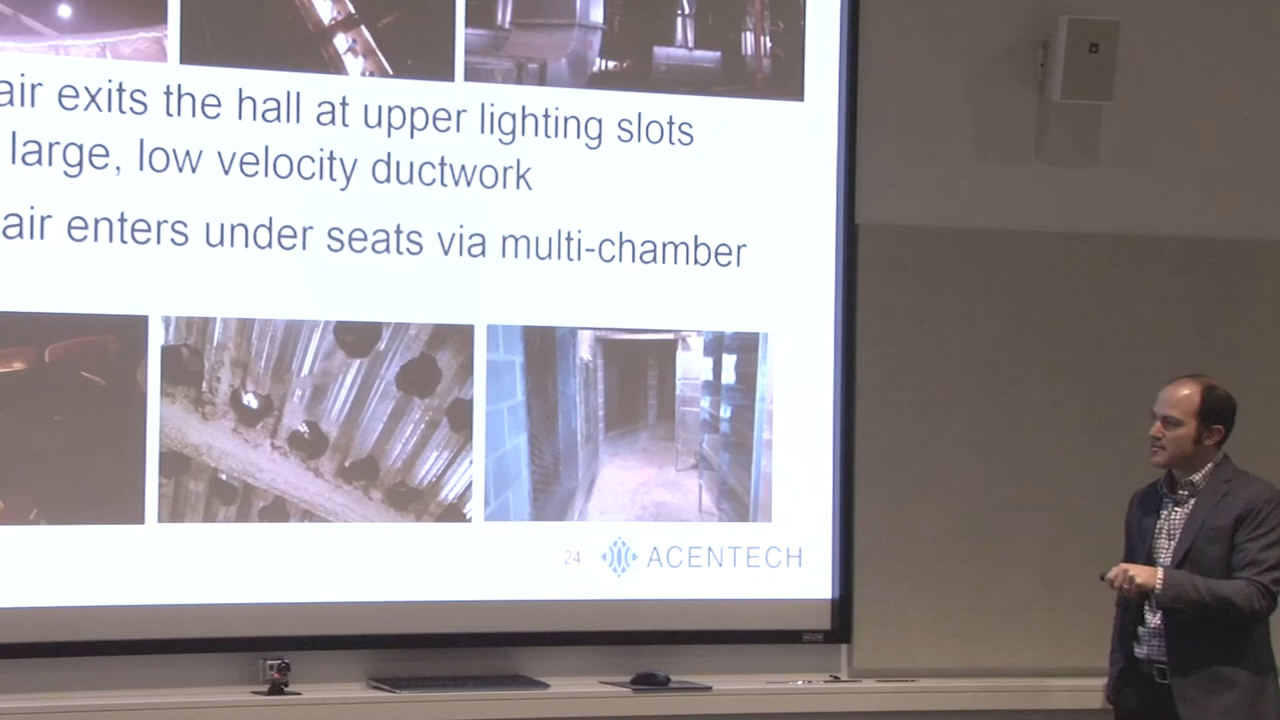 air exits the hall at upper lighting slots
large, low velocity ductwork
air enters under seats via multi-chamber
24 ACENTECH